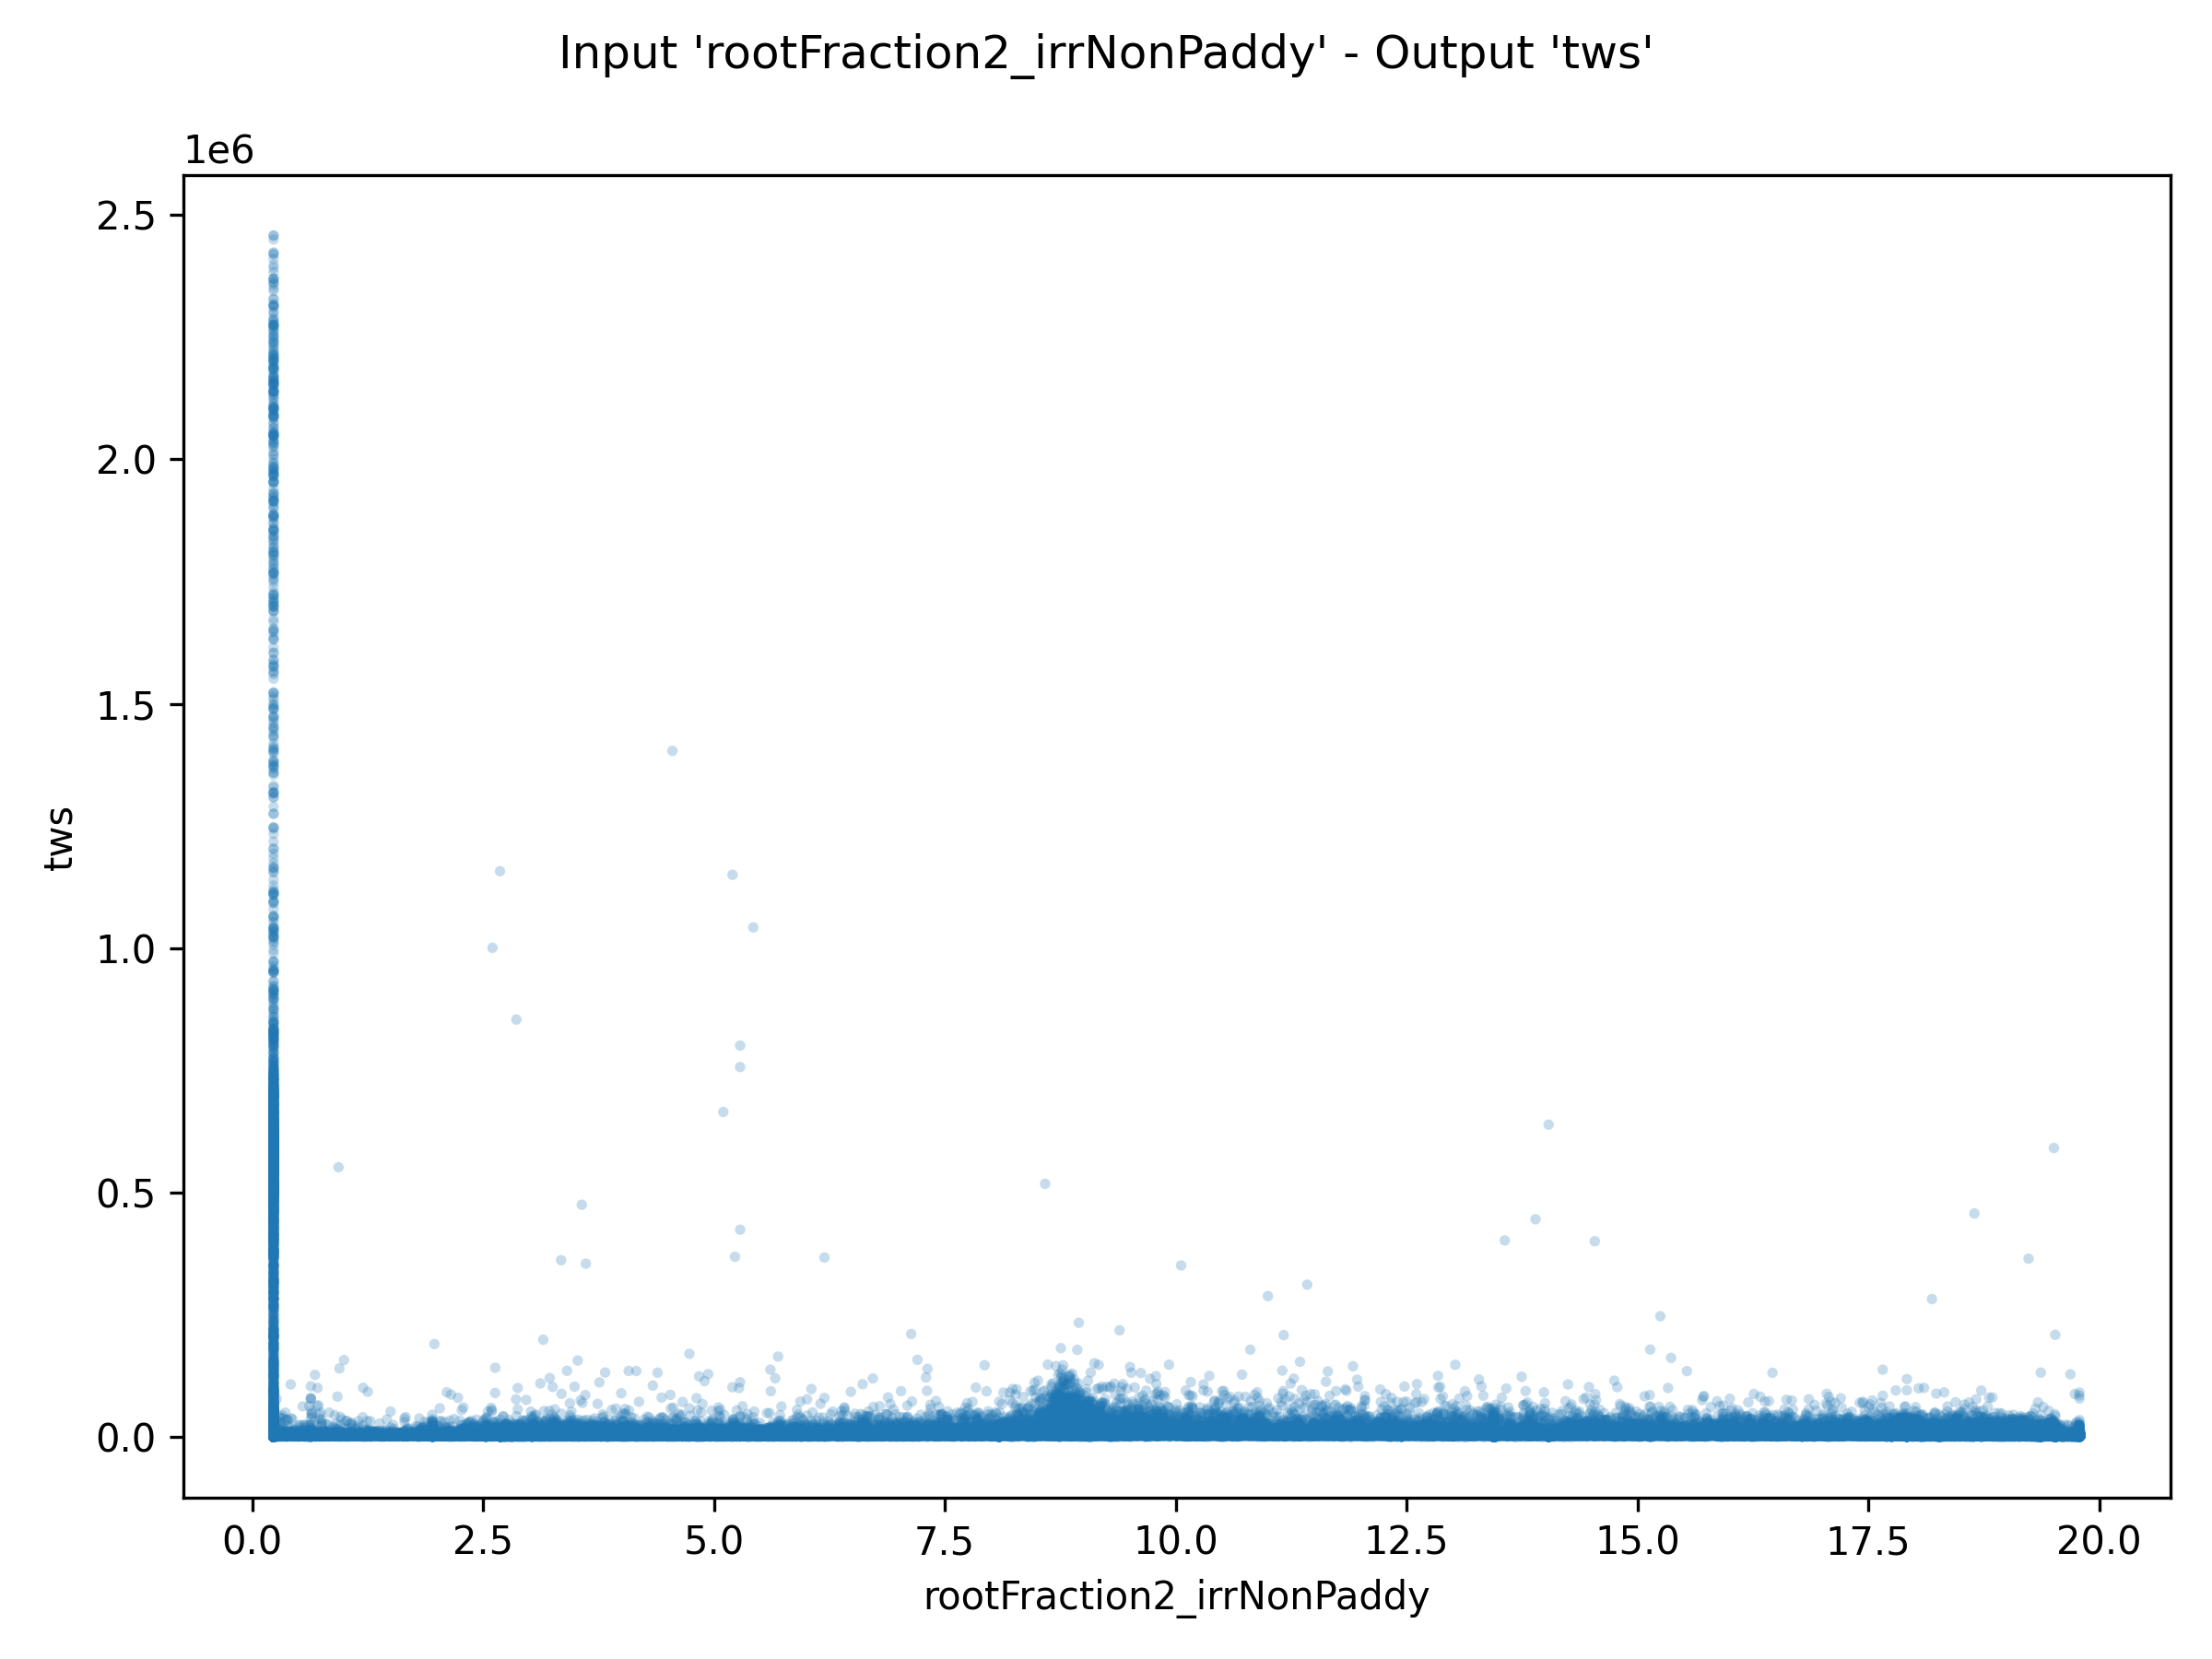 Input 'rootFraction2_irrNonPaddy' - Output 'tws'
1e6
2.5
2.0
1.5
1.0
0.5
0.0
tws
0.0 2.5 5.0 7.5 10.0 12.5 15.0 17.5 20.0
rootFraction2_irrNonPaddy